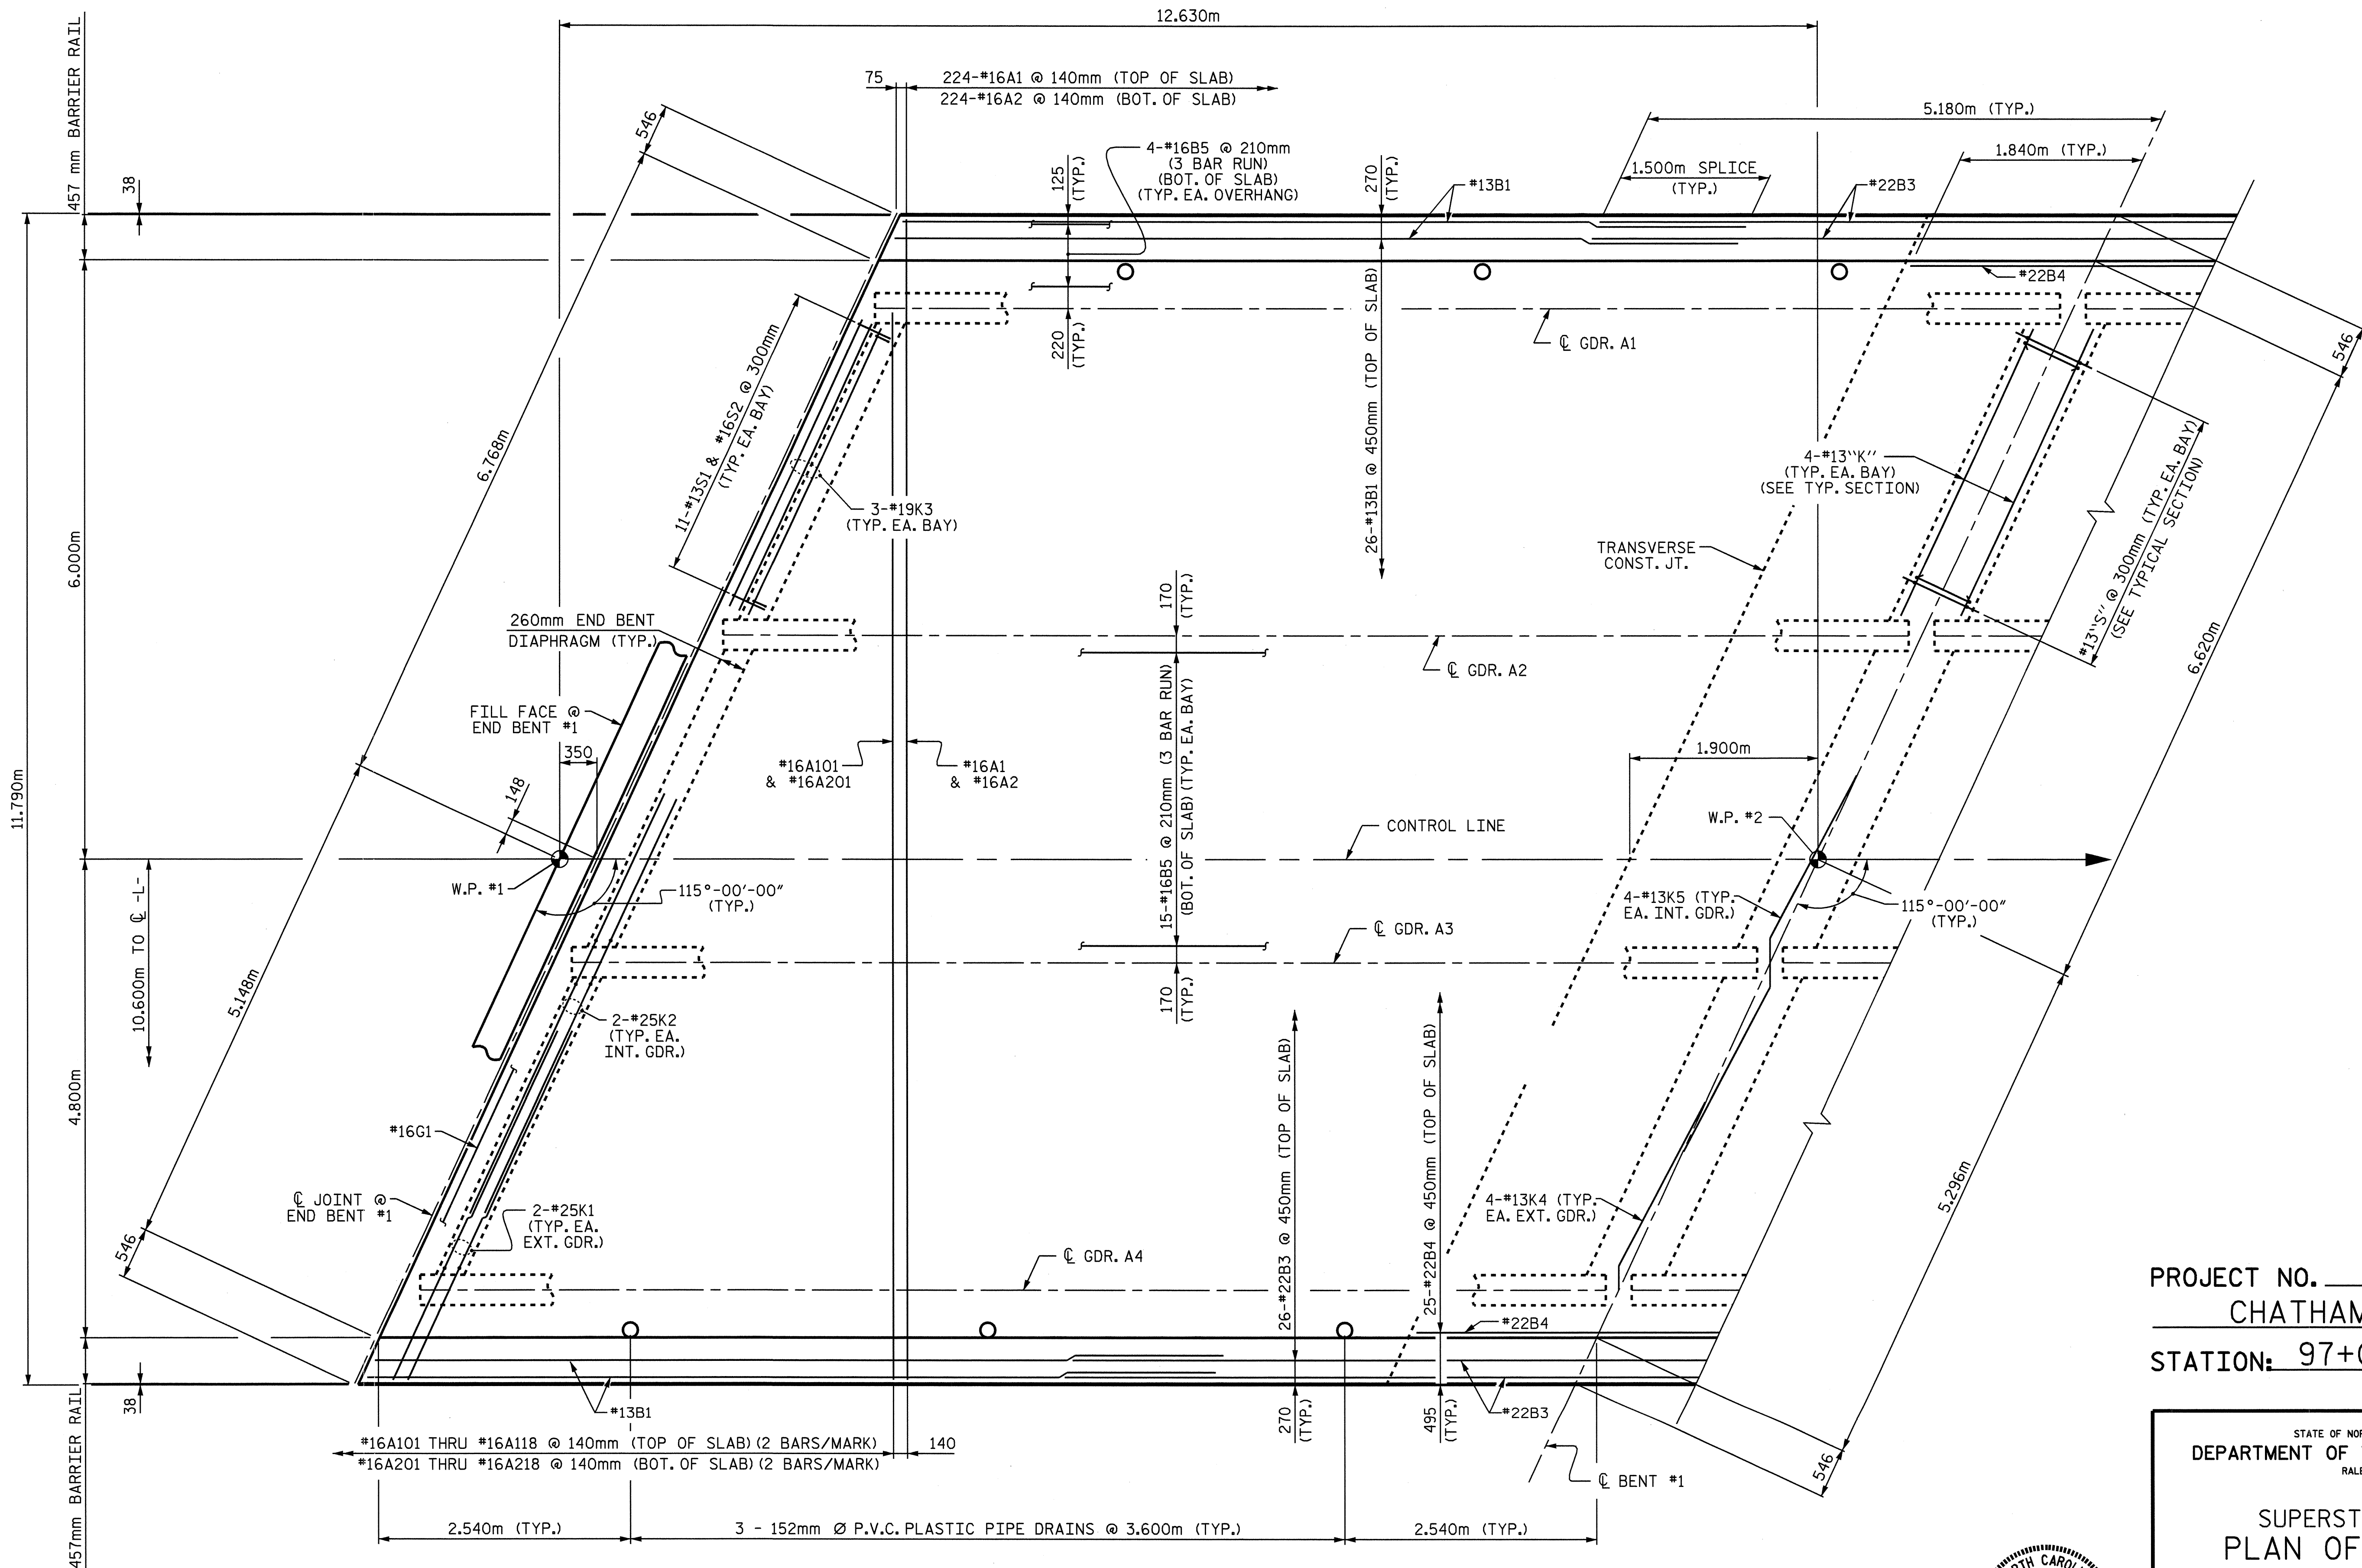 12.630m
457 mm BARRIER RAIL
75
224-#16A1 @ 140mm (TOP OF SLAB)
224-#16A2 @ 140mm (BOT. OF SLAB)
546
5.180m (TYP.)
1.840m (TYP.)
4-#16B5 @ 210mm
(3 BAR RUN)
(BOT. OF SLAB)
(TYP. EA. OVERHANG)
125
(TYP.)
270
(TYP.)
1.500m SPLICE
(TYP.)
#13B1
#22B3
38
#22B4
℄ GDR. A1
220
(TYP.)
26-#13B1 @ 450mm (TOP OF SLAB)
546
11-#13S1 & #16S2 @ 300mm
(TYP. EA. BAY)
6.768m
3-#19K3
(TYP. EA. BAY)
4-#13"K"
(TYP. EA. BAY)
(SEE TYP. SECTION)
#13"S" @ 300mm (TYP. EA. BAY)
(SEE TYPICAL SECTION)
6.000m
TRANSVERSE
CONST. JT.
170
(TYP.)
260mm END BENT
DIAPHRAGM (TYP.)
℄ GDR. A2
6.620m
FILL FACE @
END BENT #1
350
148
#16A101
& #16A201
#16A1
& #16A2
15-#16B5 @ 210mm (3 BAR RUN)
(BOT. OF SLAB) (TYP. EA. BAY)
1.900m
11.790m
CONTROL LINE
W.P. #2
W.P. #1
115°-00'-00"
(TYP.)
4-#13K5 (TYP.
EA. INT. GDR.)
115°-00'-00"
(TYP.)
10.600m TO ℄ -L-
℄ GDR. A3
5.148m
170
(TYP.)
2-#25K2
(TYP. EA.
INT. GDR.)
4.800m
#16G1
26-#22B3 @ 450mm (TOP OF SLAB)
25-#22B4 @ 450mm (TOP OF SLAB)
℄ JOINT @
END BENT #1
2-#25K1
(TYP. EA.
EXT. GDR.)
4-#13K4 (TYP.
EA. EXT. GDR.)
5.296m
546
℄ GDR. A4
#22B4
PROJECT NO.
CHATHAM
STATION: 97+
38
#13B1
270
(TYP.)
495
(TYP.)
#22B3
457mm BARRIER RAIL
#16A101 THRU #16A118 @ 140mm (TOP OF SLAB) (2 BARS/MARK)
#16A201 THRU #16A218 @ 140mm (BOT. OF SLAB) (2 BARS/MARK)
140
℄ BENT #1
546
STATE OF NOR
DEPARTMENT OF
RAL
2.540m (TYP.)
3 - 152mm Ø P.V.C. PLASTIC PIPE DRAINS @ 3.600m (TYP.)
2.540m (TYP.)
SUPERST
PLAN OF
RTH CAROL